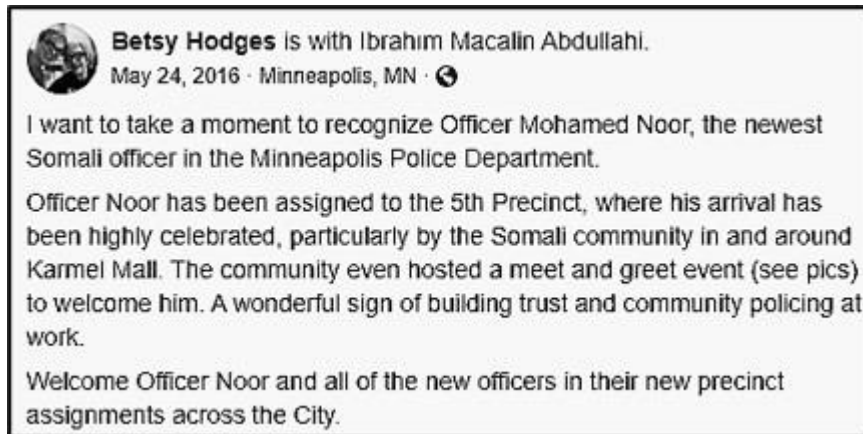 Betsy Hodges is with Ibrahim Macalin Abdullahi.
May 24, 2016 · Minneapolis, MN ·
I want to take a moment to recognize Officer Mohamed Noor, the newest
Somali officer in the Minneapolis Police Department.
Officer Noor has been assigned to the 5th Precinct, where his arrival has
been highly celebrated, particularly by the Somali community in and around
Karmel Mall. The community even hosted a meet and greet event (see pics)
to welcome him. A wonderful sign of building trust and community policing at
work.
Welcome Officer Noor and all of the new officers in their new precinct
assignments across the City.